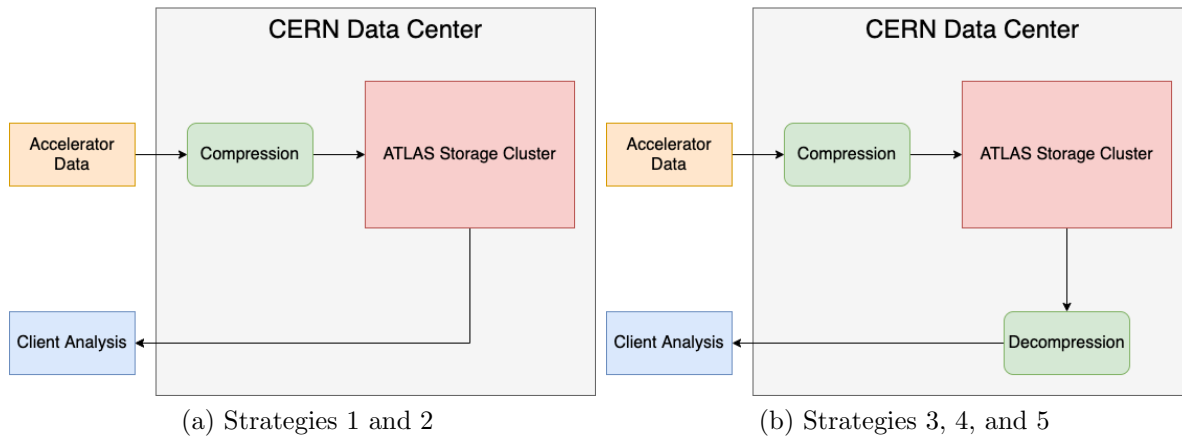 CERN Data Center
Accelerator
Data
Compression
ATLAS Storage Cluster
Client Analysis
(a) Strategies 1 and 2
CERN Data Center
Accelerator
Data
Compression
ATLAS Storage Cluster
Client Analysis
Decompression
(b) Strategies 3, 4, and 5